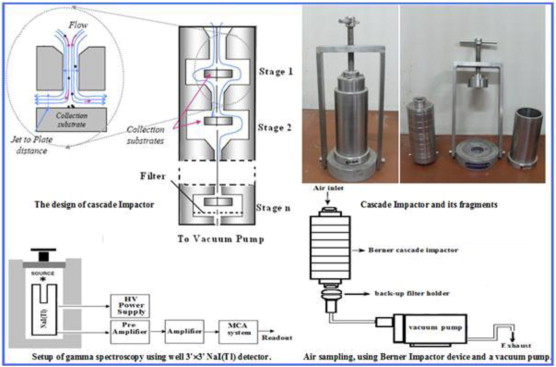 Flow
Collection
substrate
Jet to Plate
distance
Stage 1
Stage 2
Collection
substrates
Filter
Stage n
The design of cascade Impactor
To Vacuum Pump
Cascade Impactor and its fragments
Air inlet
Berner cascade impactor
back-up filter holder
vacuum pump
Exhaust
Air sampling, using Berner Impactor device and a vacuum pump.
SOURCE
*
NaI(Tl)
HV
Power
Supply
Pre
Amplifier
Amplifier
MCA
system
Readout
Setup of gamma spectroscopy using well 3'×3' NaI(Tl) detector.